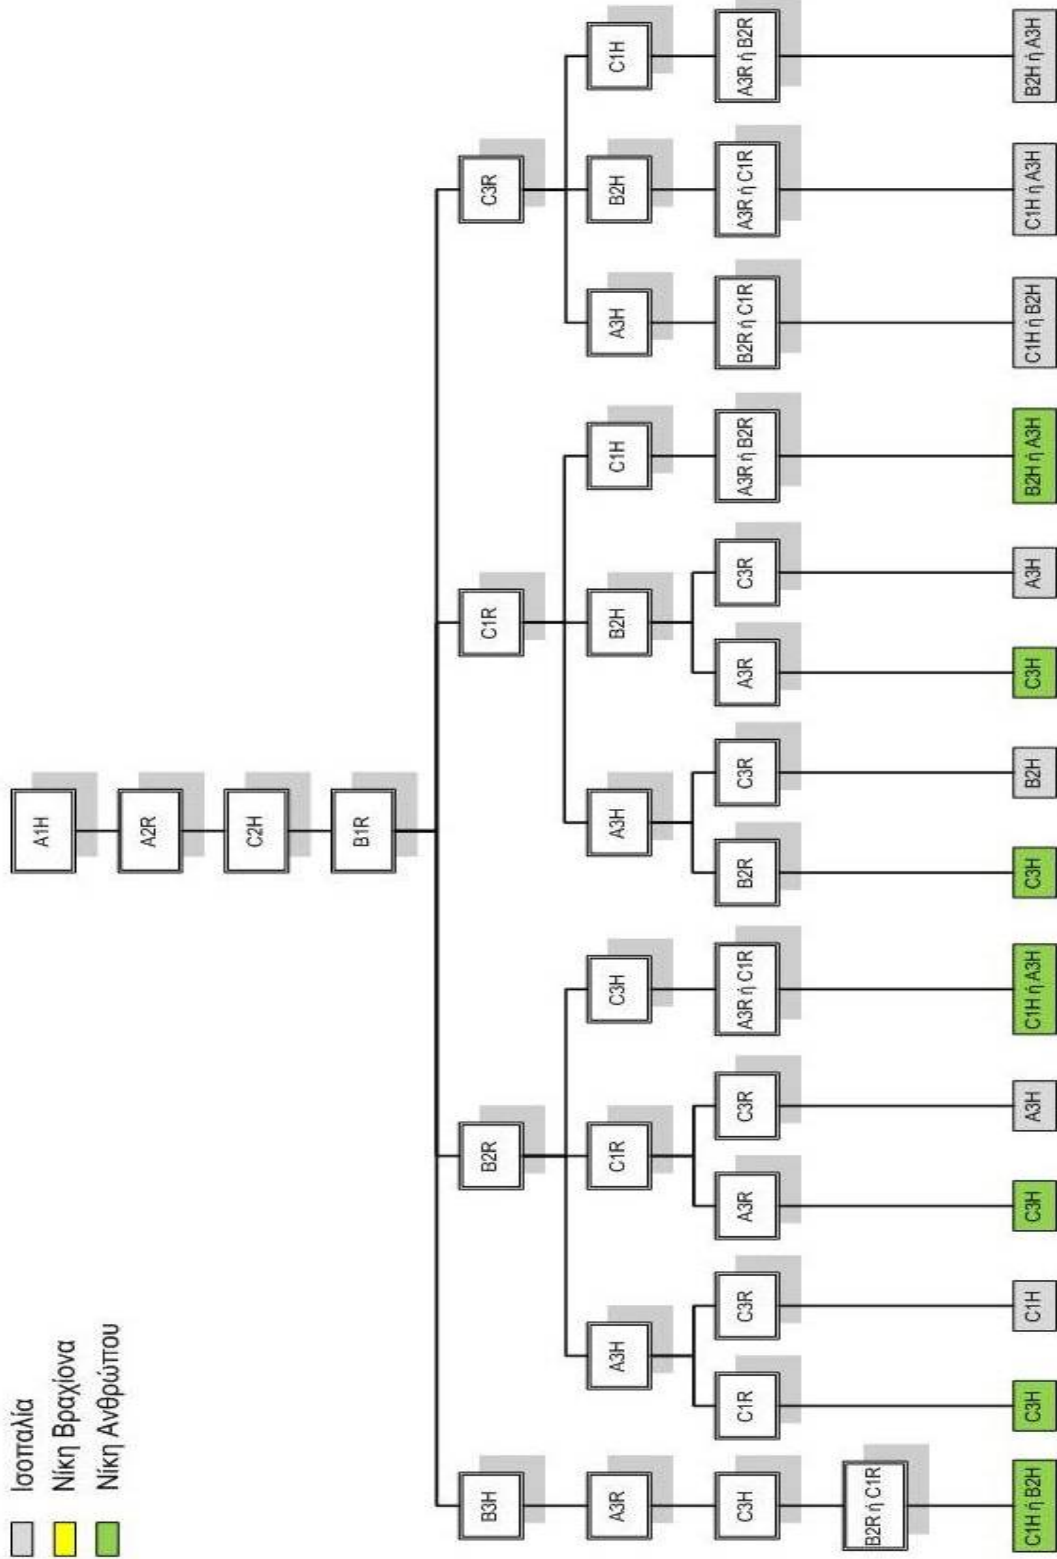 Ισοπαλία
Νίκη Βραχίονα
Νίκη Ανθρώπου
A1H
A2R
C2H
B1R
B3H
B2R
C1R
C3R
A3R
A3H
C1R
C3H
A3H
B2H
C1H
A3H
B2H
C1H
C3H
C1R
C3R
A3R
C3R
A3R ή C1R
B2R
C3R
A3R
C3R
A3R ή B2R
B2R ή C1R
A3R ή C1R
A3R ή B2R
B2R ή C1R
C1H ή B2H
C3H
C1H
C3H
A3H
C1H ή A3H
C3H
B2H
C3H
A3H
B2H ή A3H
C1H ή B2H
C1H ή A3H
B2H ή A3H